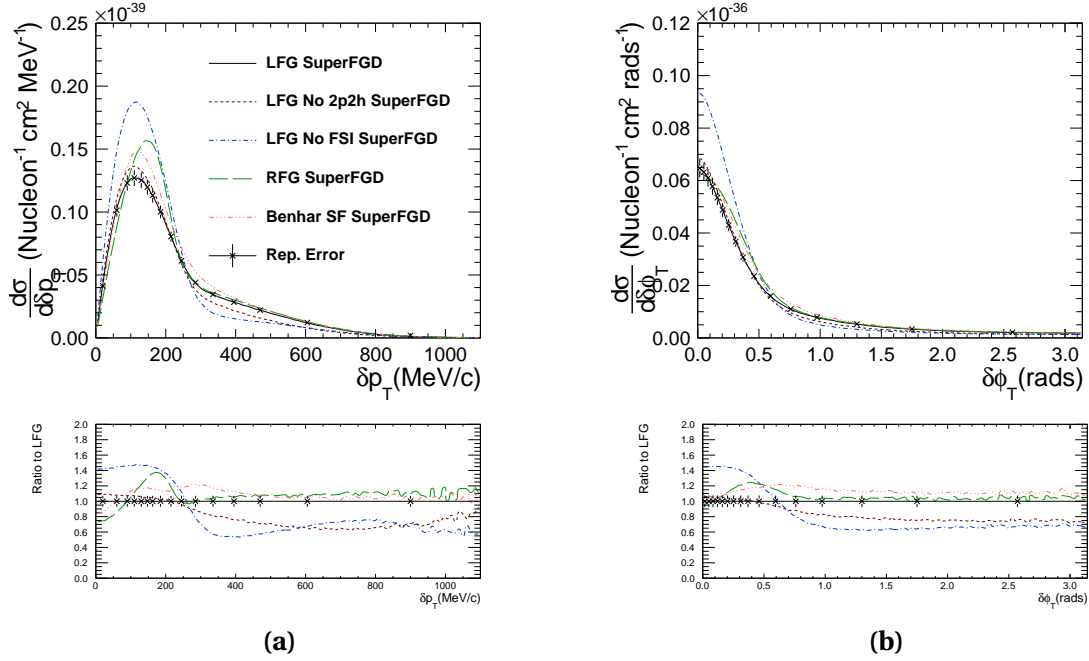 ×10⁻³⁹
0.25
0.20
0.15
0.10
0.05
0.00
dσ/dδp_T (Nucleon⁻¹ cm² MeV⁻¹)
LFG SuperFGD
LFG No 2p2h SuperFGD
LFG No FSI SuperFGD
RFG SuperFGD
Benhar SF SuperFGD
Rep. Error
0 200 400 600 800 1000
δp_T(MeV/c)
Ratio to LFG
2.0
1.8
1.6
1.4
1.2
1.0
0.8
0.6
0.4
0.2
0.0
0 200 400 600 800 1000
δp_T(MeV/c)
(a)
×10⁻³⁶
0.12
0.10
0.08
0.06
0.04
0.02
0.00
dσ/dδϕ_T (Nucleon⁻¹ cm² rads⁻¹)
0.0 0.5 1.0 1.5 2.0 2.5 3.0
δϕ_T(rads)
Ratio to LFG
2.0
1.8
1.6
1.4
1.2
1.0
0.8
0.6
0.4
0.2
0.0
0.0 0.5 1.0 1.5 2.0 2.5 3.0
δϕ_T(rads)
(b)